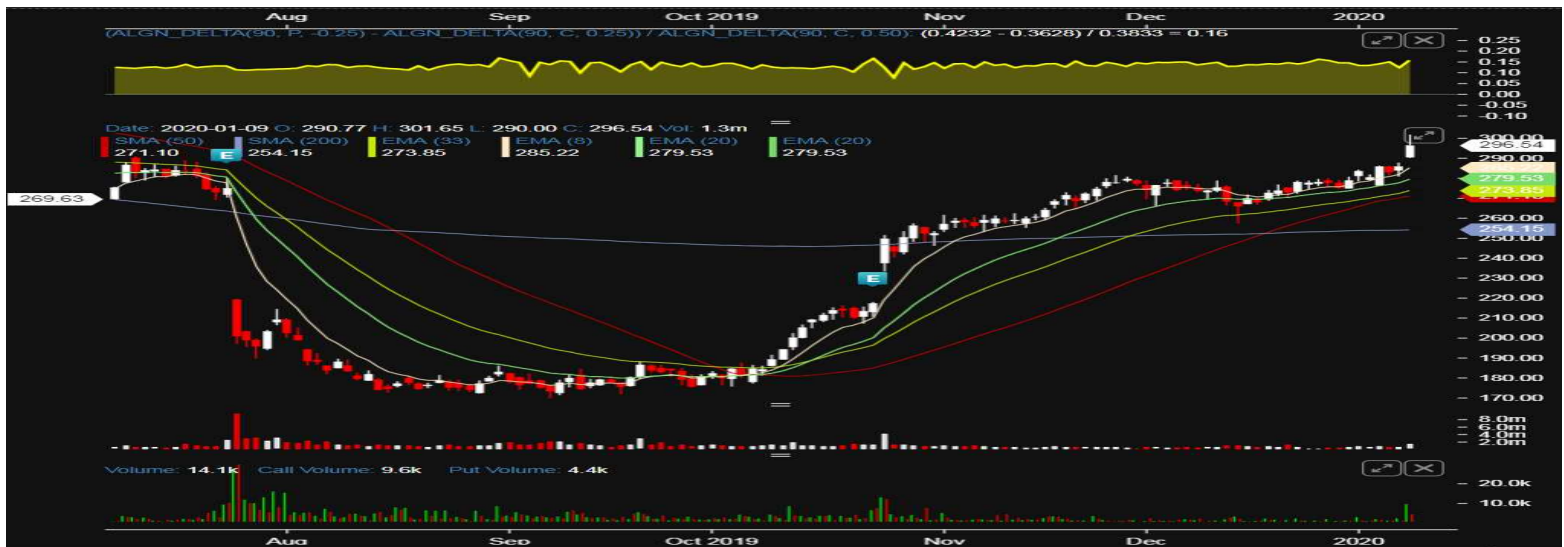 Aug Sep Oct 2019 Nov Dec 2020
(ALGN_DELTA(90, P, -0.25) - ALGN_DELTA(90, C, 0.25)) / ALGN_DELTA(90, C, 0.50): (0.4232 - 0.3628) / 0.3833 = 0.16
0.25
0.20
0.15
0.10
0.05
0.00
-0.05
-0.10
Date: 2020-01-09 O: 290.77 H: 301.65 L: 290.00 C: 296.54 Vol: 1.3m
SMA (50) SMA (200) EMA (33) EMA (8) EMA (20) EMA (20)
271.10 254.15 273.85 285.22 279.53 279.53
E
269.63
300.00
296.54
290.00
279.53
273.85
260.00
254.15
250.00
240.00
E
230.00
220.00
210.00
200.00
190.00
180.00
170.00
8.0m
6.0m
4.0m
2.0m
Volume: 14.1k Call Volume: 9.6k Put Volume: 4.4k
20.0k
10.0k
Aug Sep Oct 2019 Nov Dec 2020